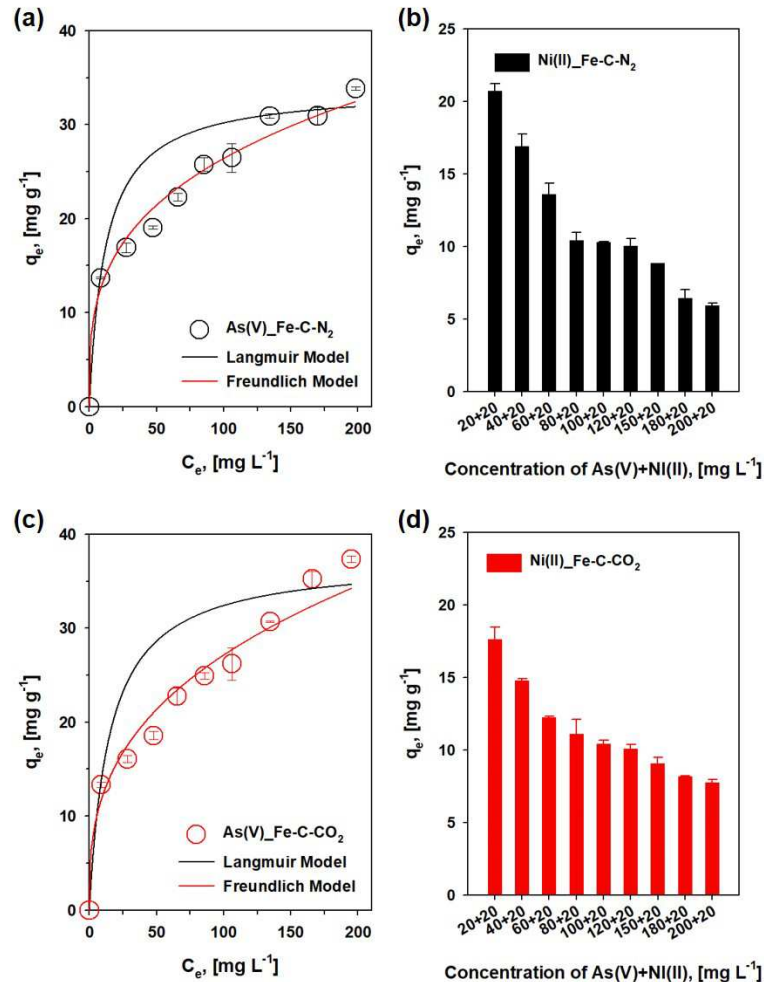 (a)
40
30
20
10
0
qₑ, [mg g⁻¹]
As(V)_Fe-C-N₂
Langmuir Model
Freundlich Model
0 50 100 150 200
Cₑ, [mg L⁻¹]
(b)
25
20
15
10
5
0
qₑ, [mg g⁻¹]
Ni(II)_Fe-C-N₂
20+20
40+20
60+20
80+20
100+20
120+20
150+20
180+20
200+20
Concentration of As(V)+NI(II), [mg L⁻¹]
(c)
40
30
20
10
0
qₑ, [mg g⁻¹]
As(V)_Fe-C-CO₂
Langmuir Model
Freundlich Model
0 50 100 150 200
Cₑ, [mg L⁻¹]
(d)
25
20
15
10
5
0
qₑ, [mg g⁻¹]
Ni(II)_Fe-C-CO₂
20+20
40+20
60+20
80+20
100+20
120+20
150+20
180+20
200+20
Concentration of As(V)+NI(II), [mg L⁻¹]